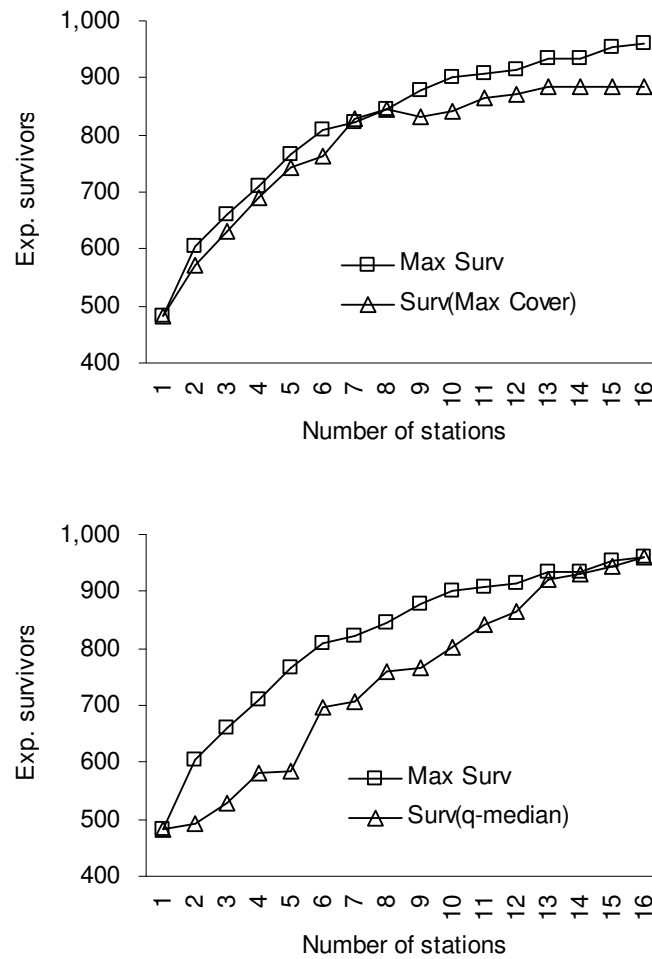 1,000
900
800
700
600
500
400
Exp. survivors
Max Surv
Surv(Max Cover)
1 2 3 4 5 6 7 8 9 10 11 12 13 14 15 16
Number of stations
1,000
900
800
700
600
500
400
Exp. survivors
Max Surv
Surv(q-median)
1 2 3 4 5 6 7 8 9 10 11 12 13 14 15 16
Number of stations